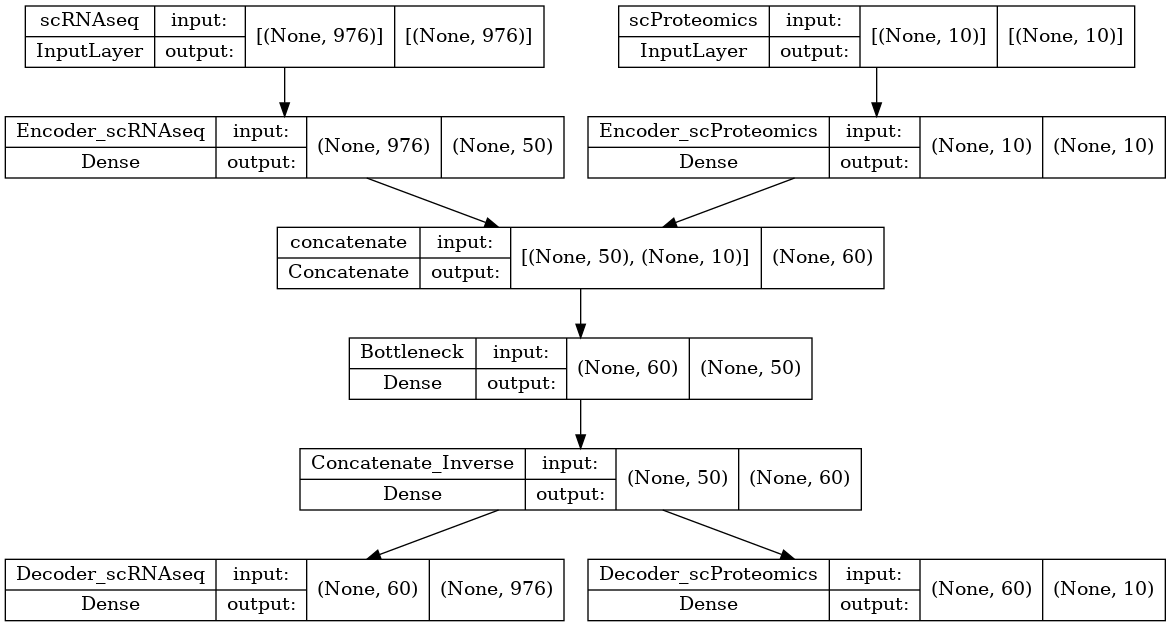 scRNAseq input: [(None, 976)] [(None, 976)]
InputLayer output:
scProteomics input: [(None, 10)] [(None, 10)]
InputLayer output:
Encoder_scRNAseq input: (None, 976) (None, 50)
Dense output:
Encoder_scProteomics input: (None, 10) (None, 10)
Dense output:
concatenate input: [(None, 50), (None, 10)] (None, 60)
Concatenate output:
Bottleneck input: (None, 60) (None, 50)
Dense output:
Concatenate_Inverse input: (None, 50) (None, 60)
Dense output:
Decoder_scRNAseq input: (None, 60) (None, 976)
Dense output:
Decoder_scProteomics input: (None, 60) (None, 10)
Dense output: